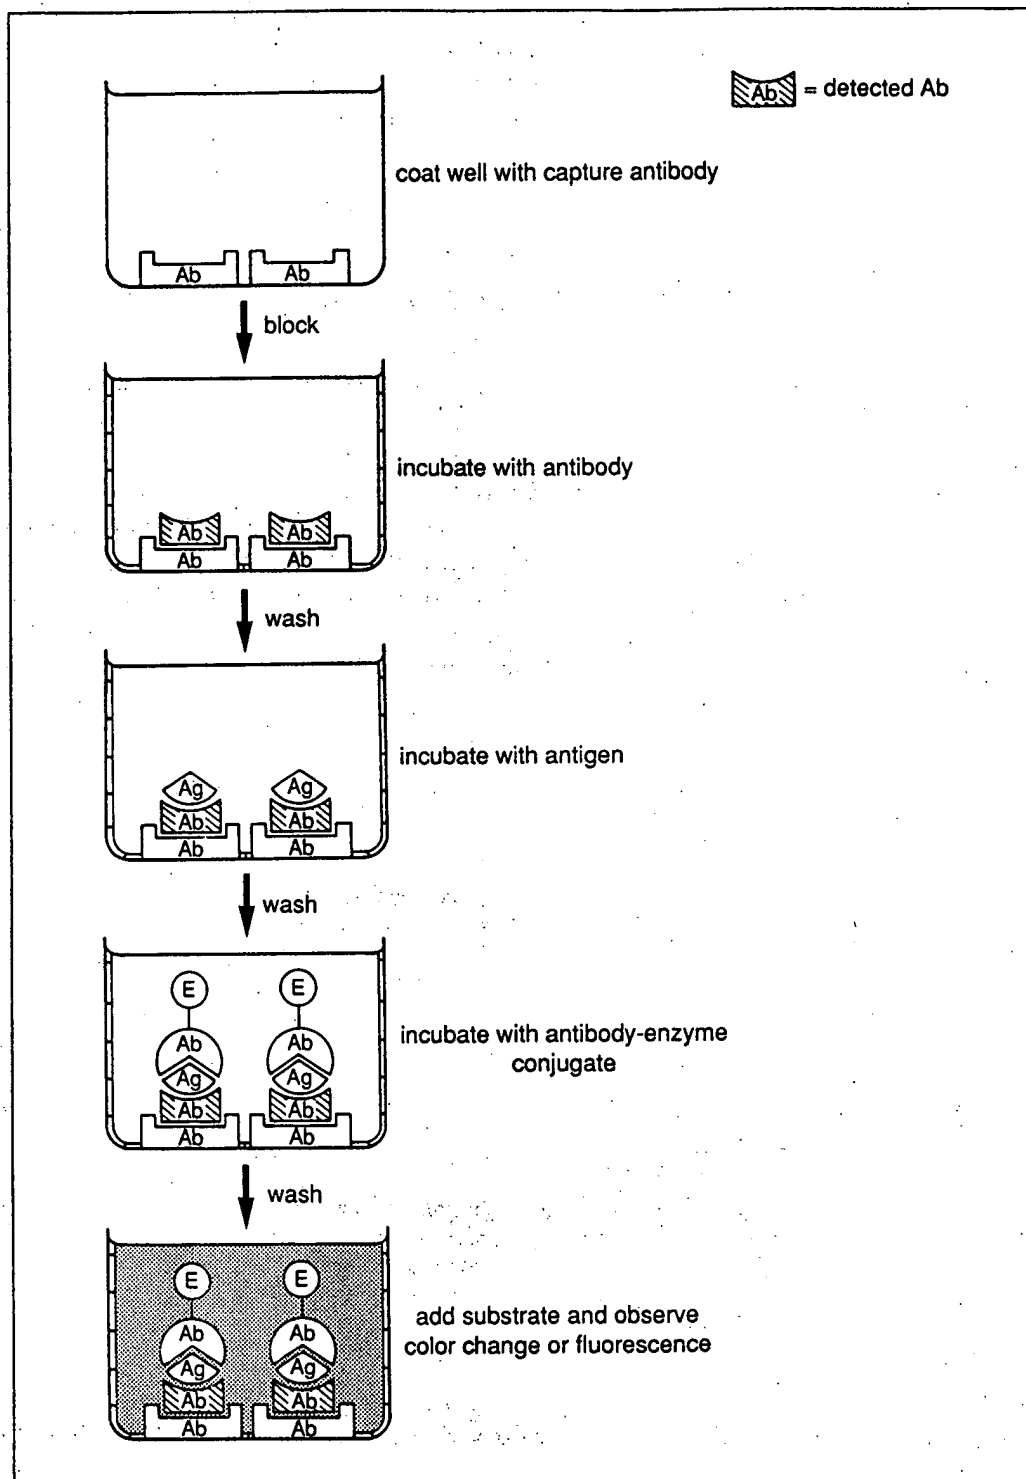 Ab = detected Ab
coat well with capture antibody
Ab Ab
block
incubate with antibody
Ab Ab
Ab Ab
wash
incubate with antigen
Ag Ag
Ab Ab
Ab Ab
wash
E E
incubate with antibody-enzyme
conjugate
Ab Ab
Ag Ag
Ab Ab
Ab Ab
wash
E E
add substrate and observe
color change or fluorescence
Ab Ab
Ag Ag
Ab Ab
Ab Ab